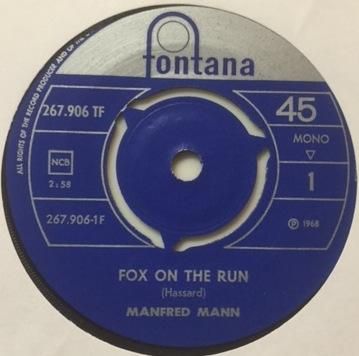 fontana
ALL RIGHTS OF THE RECORD PRODUCER AND OF THE
267.906 TF
45
MONO
NCB
2:58
1
267.906-1F
℗ 1968
FOX ON THE RUN
(Hassard)
MANFRED MANN